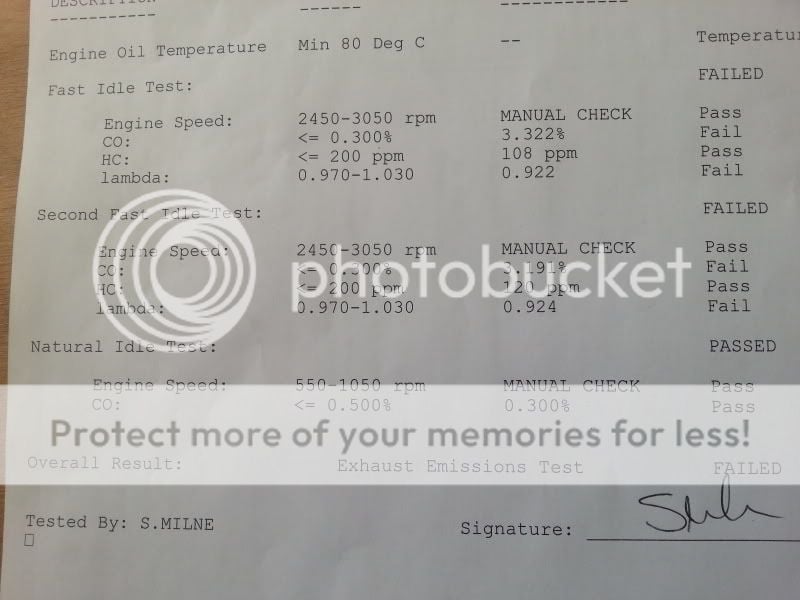 DESCRIPTION
----------- ------ ------------
Engine Oil Temperature Min 80 Deg C -- Temperatur
Fast Idle Test: FAILED
Engine Speed: 2450-3050 rpm MANUAL CHECK Pass
CO: <= 0.300% 3.322% Fail
HC: <= 200 ppm 108 ppm Pass
lambda: 0.970-1.030 0.922 Fail
Second Fast Idle Test: FAILED
Engine Speed: 2450-3050 rpm MANUAL CHECK Pass
CO: <= 0.300% 3.191% Fail
HC: <= 200 ppm 120 ppm Pass
lambda: 0.970-1.030 0.924 Fail
photobucket
Natural Idle Test: PASSED
Engine Speed: 550-1050 rpm MANUAL CHECK Pass
CO: <= 0.500% 0.300% Pass
Protect more of your memories for less!
Overall Result: Exhaust Emissions Test FAILED
Tested By: S.MILNE Signature: